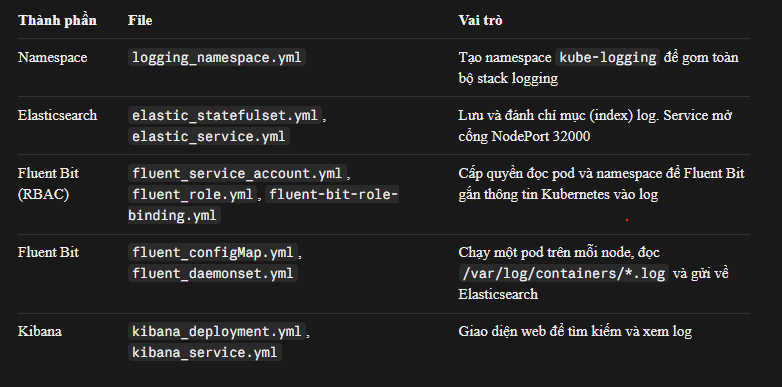 Thành phần File Vai trò
Namespace logging_namespace.yml Tạo namespace kube-logging để gom toàn
bộ stack logging
Elasticsearch elastic_statefulset.yml, Lưu và đánh chỉ mục (index) log. Service mở
elastic_service.yml cổng NodePort 32000
Fluent Bit fluent_service_account.yml, Cấp quyền đọc pod và namespace để Fluent Bit
(RBAC) fluent_role.yml, fluent-bit-role- gắn thông tin Kubernetes vào log
binding.yml
Fluent Bit fluent_configMap.yml, Chạy một pod trên mỗi node, đọc
fluent_daemonset.yml /var/log/containers/*.log và gửi về
Elasticsearch
Kibana kibana_deployment.yml, Giao diện web để tìm kiếm và xem log
kibana_service.yml